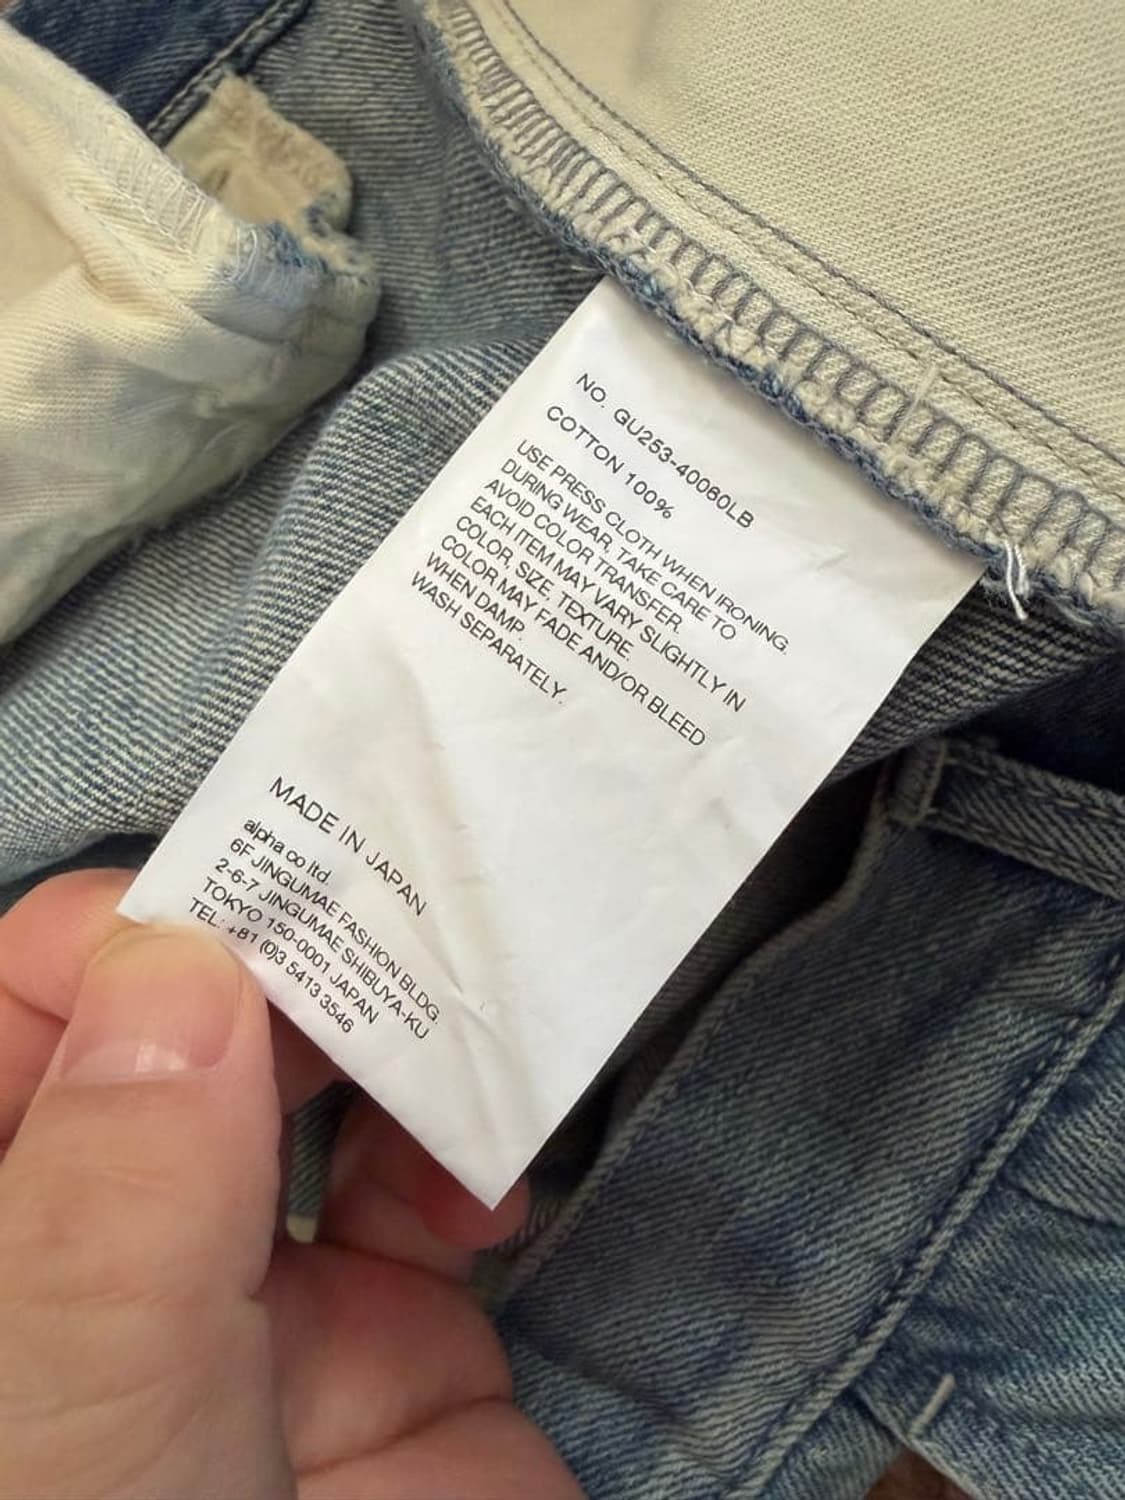 NO. GU253-40080LB
COTTON 100%
USE PRESS CLOTH WHEN IRONING.
DURING WEAR, TAKE CARE TO
AVOID COLOR TRANSFER.
EACH ITEM MAY VARY SLIGHTLY IN
COLOR, SIZE, TEXTURE.
COLOR MAY FADE AND/OR BLEED
WHEN DAMP.
WASH SEPARATELY.
MADE IN JAPAN
alpha co ltd
6F JINGUMAE FASHION BLDG.
2-6-7 JINGUMAE SHIBUYA-KU
TOKYO 150-0001 JAPAN
TEL: +81 (0)3 5413 3546